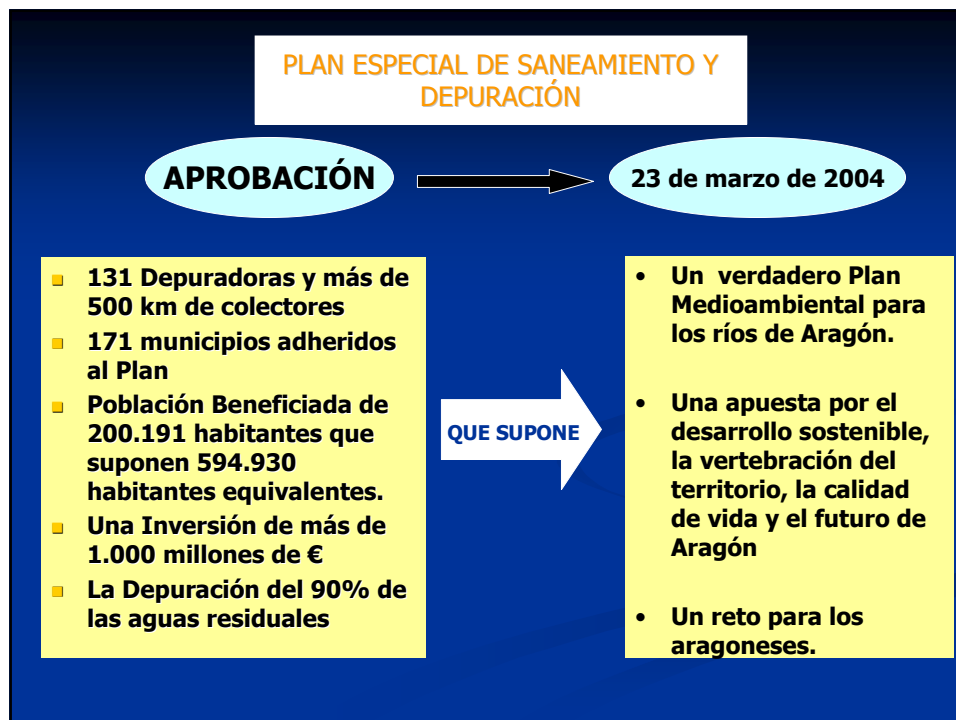 PLAN ESPECIAL DE SANEAMIENTO Y
DEPURACIÓN
APROBACIÓN
23 de marzo de 2004
131 Depuradoras y más de
500 km de colectores
171 municipios adheridos
al Plan
Población Beneficiada de
200.191 habitantes que
suponen 594.930
habitantes equivalentes.
Una Inversión de más de
1.000 millones de €
La Depuración del 90% de
las aguas residuales
QUE SUPONE
• Un verdadero Plan
Medioambiental para
los ríos de Aragón.
• Una apuesta por el
desarrollo sostenible,
la vertebración del
territorio, la calidad
de vida y el futuro de
Aragón
• Un reto para los
aragoneses.